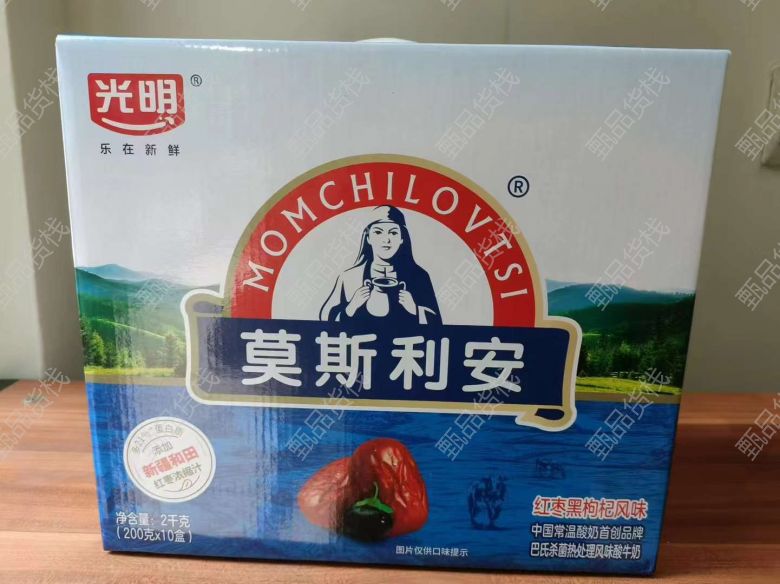 光明®
乐在新鲜
MOMCHILOVTSI
®
莫斯利安
添加
新疆和田
红枣浓缩汁
净含量：2千克
(200克x10盒)
图片仅供口味提示
红枣黑枸杞风味
中国常温酸奶首创品牌
巴氏杀菌热处理风味酸牛奶
甄品货栈